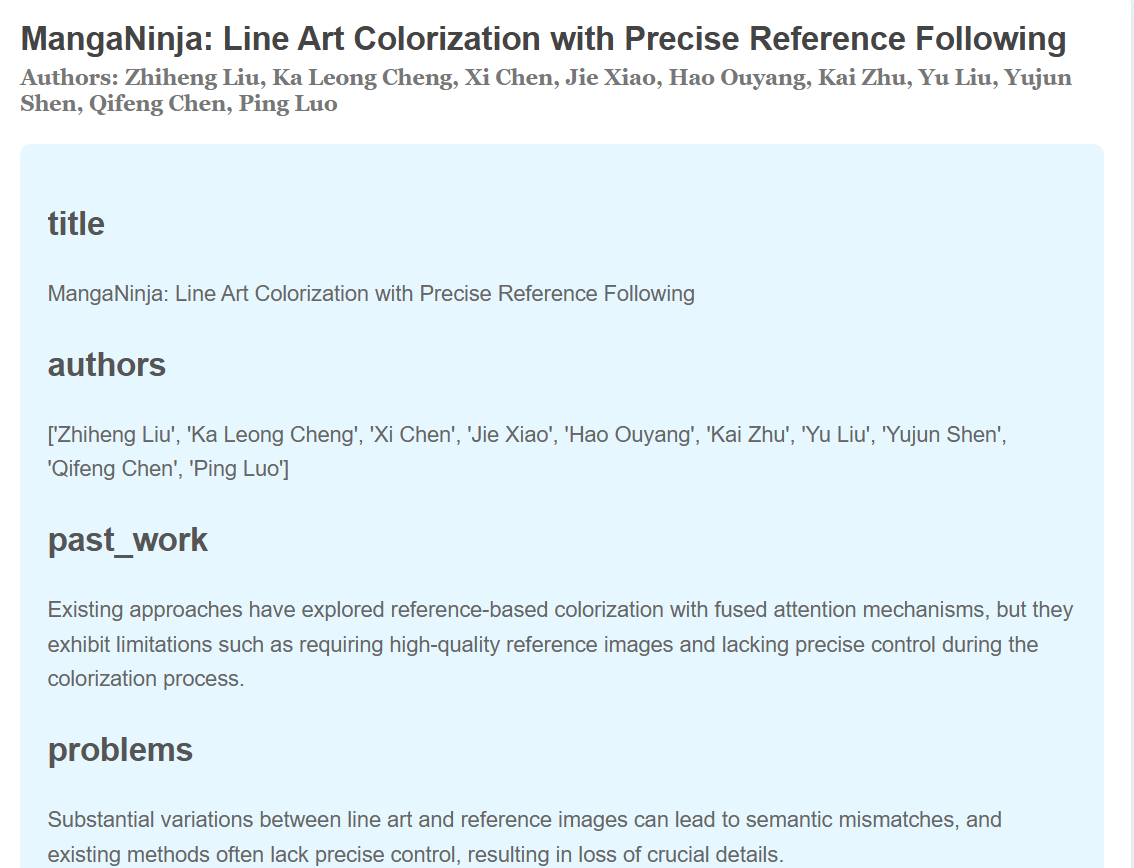 MangaNinja: Line Art Colorization with Precise Reference Following
Authors: Zhiheng Liu, Ka Leong Cheng, Xi Chen, Jie Xiao, Hao Ouyang, Kai Zhu, Yu Liu, Yujun
Shen, Qifeng Chen, Ping Luo
title
MangaNinja: Line Art Colorization with Precise Reference Following
authors
['Zhiheng Liu', 'Ka Leong Cheng', 'Xi Chen', 'Jie Xiao', 'Hao Ouyang', 'Kai Zhu', 'Yu Liu', 'Yujun Shen',
'Qifeng Chen', 'Ping Luo']
past_work
Existing approaches have explored reference-based colorization with fused attention mechanisms, but they
exhibit limitations such as requiring high-quality reference images and lacking precise control during the
colorization process.
problems
Substantial variations between line art and reference images can lead to semantic mismatches, and
existing methods often lack precise control, resulting in loss of crucial details.